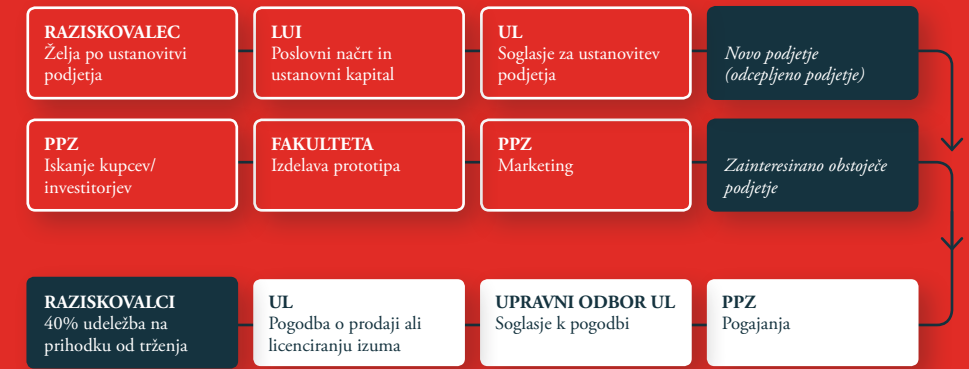 RAZISKOVALEC
Želja po ustanovitvi
podjetja
LUI
Poslovni načrt in
ustanovni kapital
UL
Soglasje za ustanovitev
podjetja
Novo podjetje
(odcepljeno podjetje)
PPZ
Iskanje kupcev/
investitorjev
FAKULTETA
Izdelava prototipa
PPZ
Marketing
Zainteresirano obstoječe
podjetje
RAZISKOVALCI
40% udeležba na
prihodku od trženja
UL
Pogodba o prodaji ali
licenciranju izuma
UPRAVNI ODBOR UL
Soglasje k pogodbi
PPZ
Pogajanja